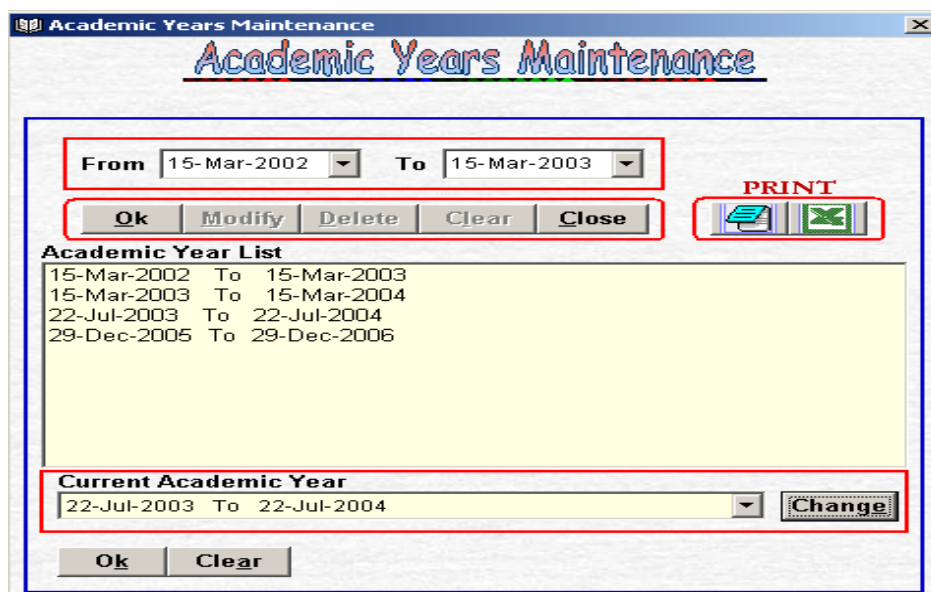 Academic Years Maintenance
Academic Years Maintenance
From 15-Mar-2002 To 15-Mar-2003
PRINT
Ok Modify Delete Clear Close
Academic Year List
15-Mar-2002 To 15-Mar-2003
15-Mar-2003 To 15-Mar-2004
22-Jul-2003 To 22-Jul-2004
29-Dec-2005 To 29-Dec-2006
Current Academic Year
22-Jul-2003 To 22-Jul-2004 Change
Ok Clear